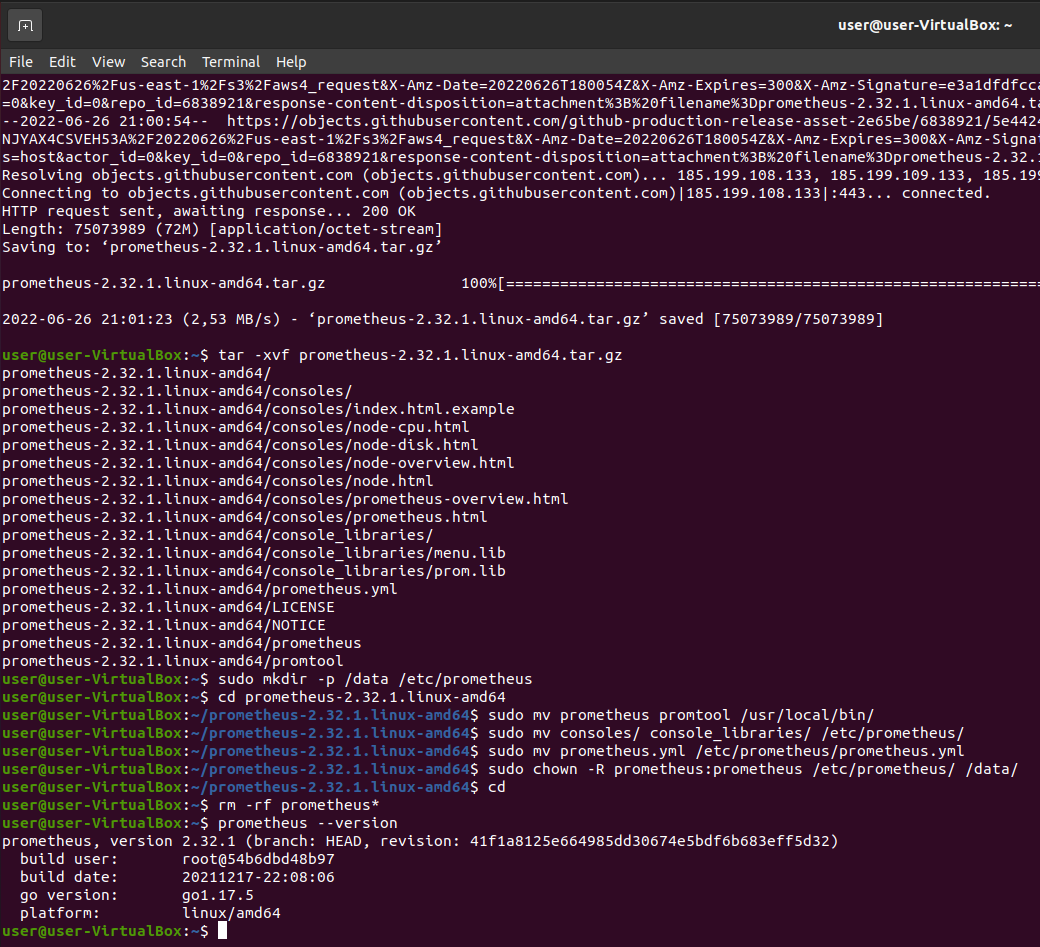 user@user-VirtualBox: ~
File Edit View Search Terminal Help
2F20220626%2Fus-east-1%2Fs3%2Faws4_request&X-Amz-Date=20220626T180054Z&X-Amz-Expires=300&X-Amz-Signature=e3a1dfdfcca
=0&key_id=0&repo_id=6838921&response-content-disposition=attachment%3B%20filename%3Dprometheus-2.32.1.linux-amd64.ta
--2022-06-26 21:00:54--  https://objects.githubusercontent.com/github-production-release-asset-2e65be/6838921/5e4424
NJYAX4CSVEH53A%2F20220626%2Fus-east-1%2Fs3%2Faws4_request&X-Amz-Date=20220626T180054Z&X-Amz-Expires=300&X-Amz-Signat
s=host&actor_id=0&key_id=0&repo_id=6838921&response-content-disposition=attachment%3B%20filename%3Dprometheus-2.32.1
Resolving objects.githubusercontent.com (objects.githubusercontent.com)... 185.199.108.133, 185.199.109.133, 185.199
Connecting to objects.githubusercontent.com (objects.githubusercontent.com)|185.199.108.133|:443... connected.
HTTP request sent, awaiting response... 200 OK
Length: 75073989 (72M) [application/octet-stream]
Saving to: ‘prometheus-2.32.1.linux-amd64.tar.gz’
prometheus-2.32.1.linux-amd64.tar.gz               100%[============================================================
2022-06-26 21:01:23 (2,53 MB/s) - ‘prometheus-2.32.1.linux-amd64.tar.gz’ saved [75073989/75073989]
user@user-VirtualBox:~$ tar -xvf prometheus-2.32.1.linux-amd64.tar.gz
prometheus-2.32.1.linux-amd64/
prometheus-2.32.1.linux-amd64/consoles/
prometheus-2.32.1.linux-amd64/consoles/index.html.example
prometheus-2.32.1.linux-amd64/consoles/node-cpu.html
prometheus-2.32.1.linux-amd64/consoles/node-disk.html
prometheus-2.32.1.linux-amd64/consoles/node-overview.html
prometheus-2.32.1.linux-amd64/consoles/node.html
prometheus-2.32.1.linux-amd64/consoles/prometheus-overview.html
prometheus-2.32.1.linux-amd64/consoles/prometheus.html
prometheus-2.32.1.linux-amd64/console_libraries/
prometheus-2.32.1.linux-amd64/console_libraries/menu.lib
prometheus-2.32.1.linux-amd64/console_libraries/prom.lib
prometheus-2.32.1.linux-amd64/prometheus.yml
prometheus-2.32.1.linux-amd64/LICENSE
prometheus-2.32.1.linux-amd64/NOTICE
prometheus-2.32.1.linux-amd64/prometheus
prometheus-2.32.1.linux-amd64/promtool
user@user-VirtualBox:~$ sudo mkdir -p /data /etc/prometheus
user@user-VirtualBox:~$ cd prometheus-2.32.1.linux-amd64
user@user-VirtualBox:~/prometheus-2.32.1.linux-amd64$ sudo mv prometheus promtool /usr/local/bin/
user@user-VirtualBox:~/prometheus-2.32.1.linux-amd64$ sudo mv consoles/ console_libraries/ /etc/prometheus/
user@user-VirtualBox:~/prometheus-2.32.1.linux-amd64$ sudo mv prometheus.yml /etc/prometheus/prometheus.yml
user@user-VirtualBox:~/prometheus-2.32.1.linux-amd64$ sudo chown -R prometheus:prometheus /etc/prometheus/ /data/
user@user-VirtualBox:~/prometheus-2.32.1.linux-amd64$ cd
user@user-VirtualBox:~$ rm -rf prometheus*
user@user-VirtualBox:~$ prometheus --version
prometheus, version 2.32.1 (branch: HEAD, revision: 41f1a8125e664985dd30674e5bdf6b683eff5d32)
  build user:       root@54b6dbd48b97
  build date:       20211217-22:08:06
  go version:       go1.17.5
  platform:         linux/amd64
user@user-VirtualBox:~$